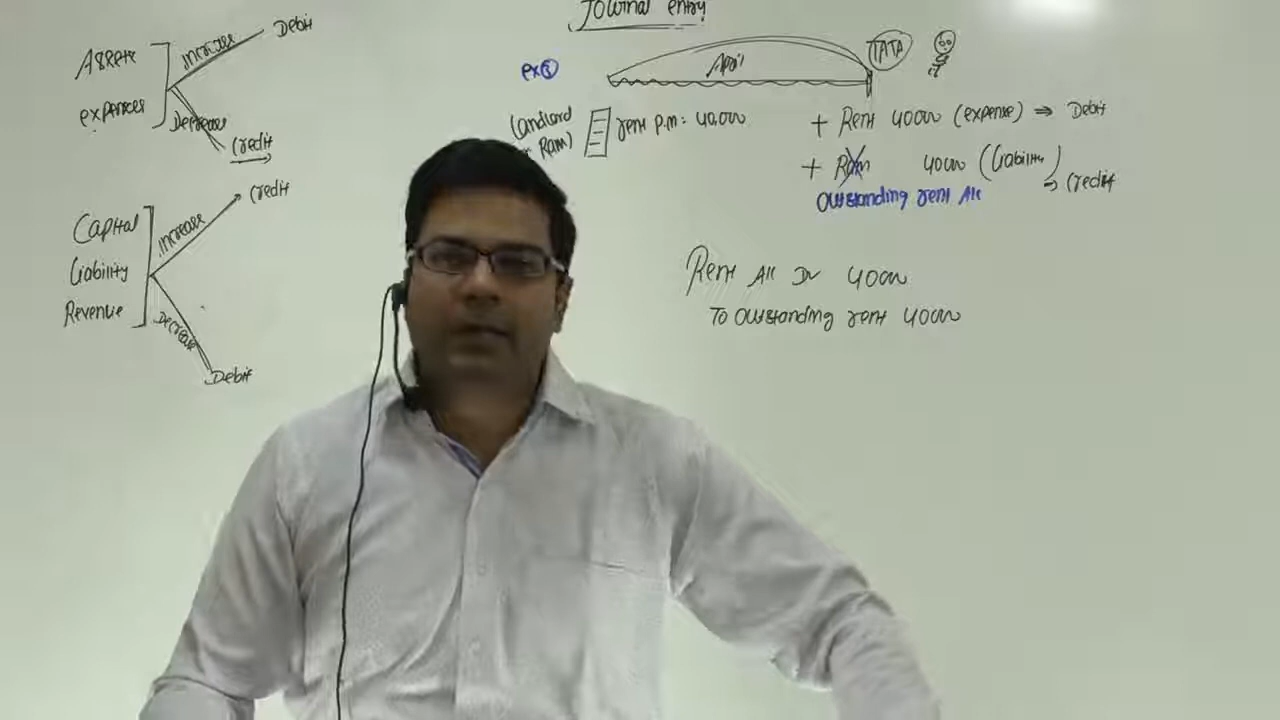 Journal entry
Assets
expenses
increase
Debit
Decrease
Credit
Capital
Liability
Revenue
increase
Credit
Decrease
Debit
ex③
April
TATA
Landlord
Ram)
rent p.m = 40,000
+ Rent 40000 (expense) ⇒ Debit
+ Ram 40000 (Liability)
⇒ Credit
Outstanding rent A/c
Rent A/c Dr 40000
To Outstanding rent 40000